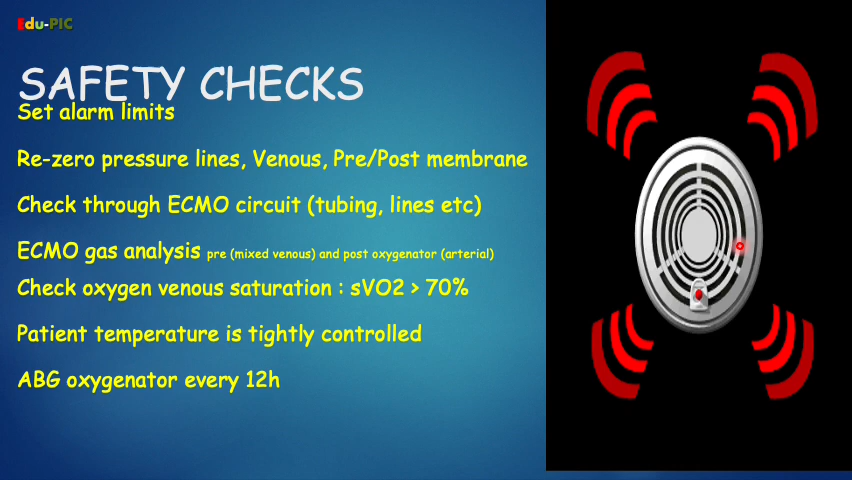 Edu-PIC
SAFETY CHECKS
Set alarm limits
Re-zero pressure lines, Venous, Pre/Post membrane
Check through ECMO circuit (tubing, lines etc)
ECMO gas analysis pre (mixed venous) and post oxygenator (arterial)
Check oxygen venous saturation : sVO2 > 70%
Patient temperature is tightly controlled
ABG oxygenator every 12h